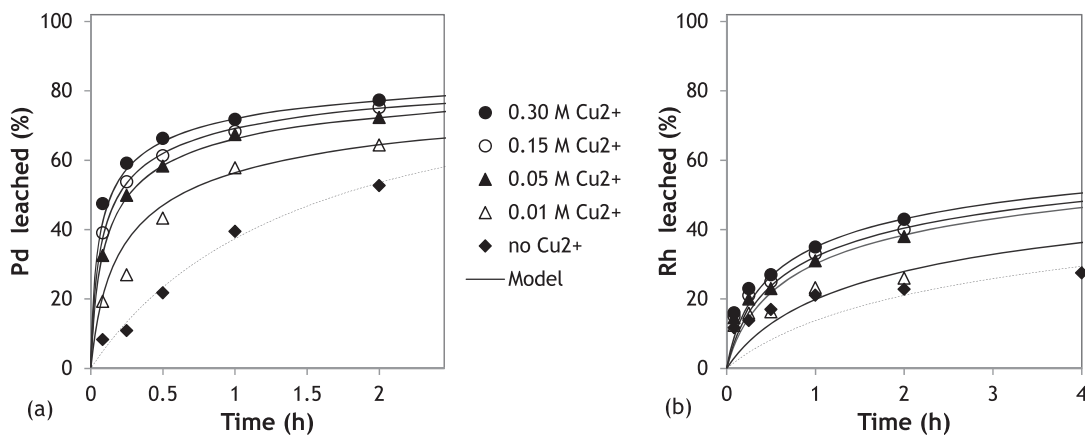 100
80
60
40
20
0
Pd leached (%)
0 0.5 1 1.5 2
Time (h)
(a)
0.30 M Cu2+
0.15 M Cu2+
0.05 M Cu2+
0.01 M Cu2+
no Cu2+
Model
100
80
60
40
20
0
Rh leached (%)
0 1 2 3 4
Time (h)
(b)